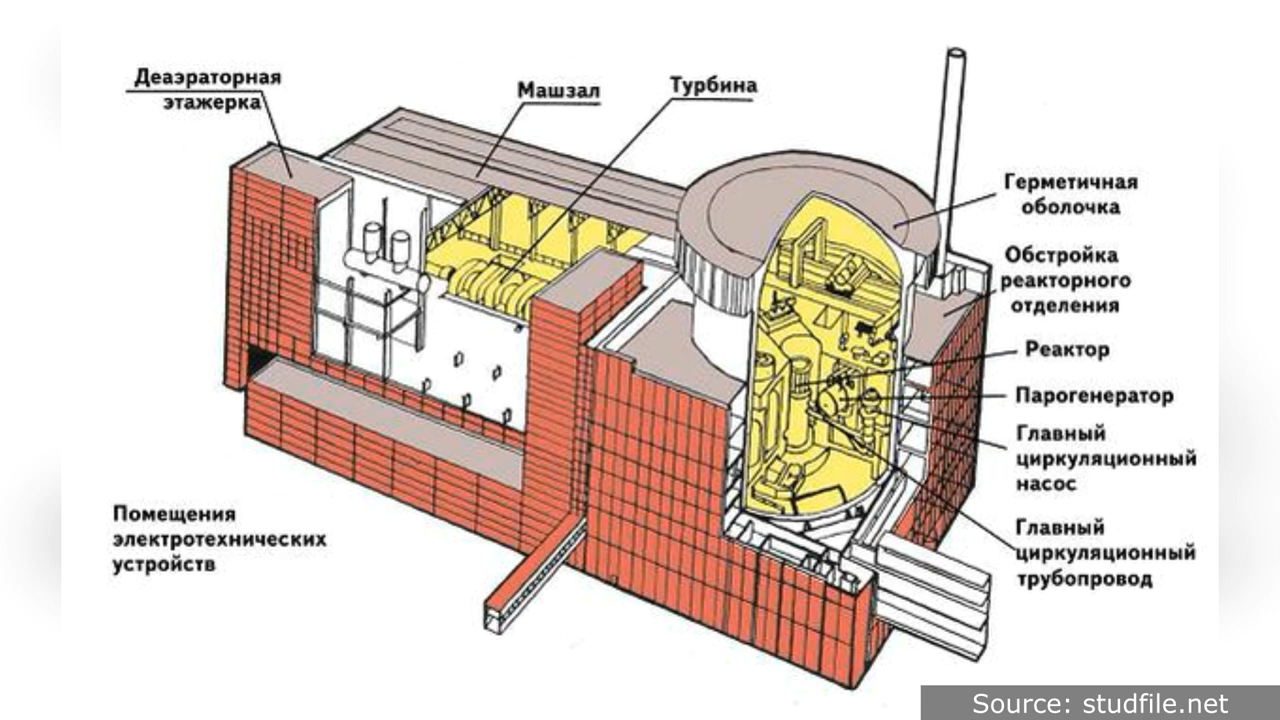 Деаэраторная
этажерка
Машзал
Турбина
Герметичная
оболочка
Обстройка
реакторного
отделения
Реактор
Парогенератор
Главный
циркуляционный
насос
Главный
циркуляционный
трубопровод
Помещения
электротехнических
устройств
Source: studfile.net